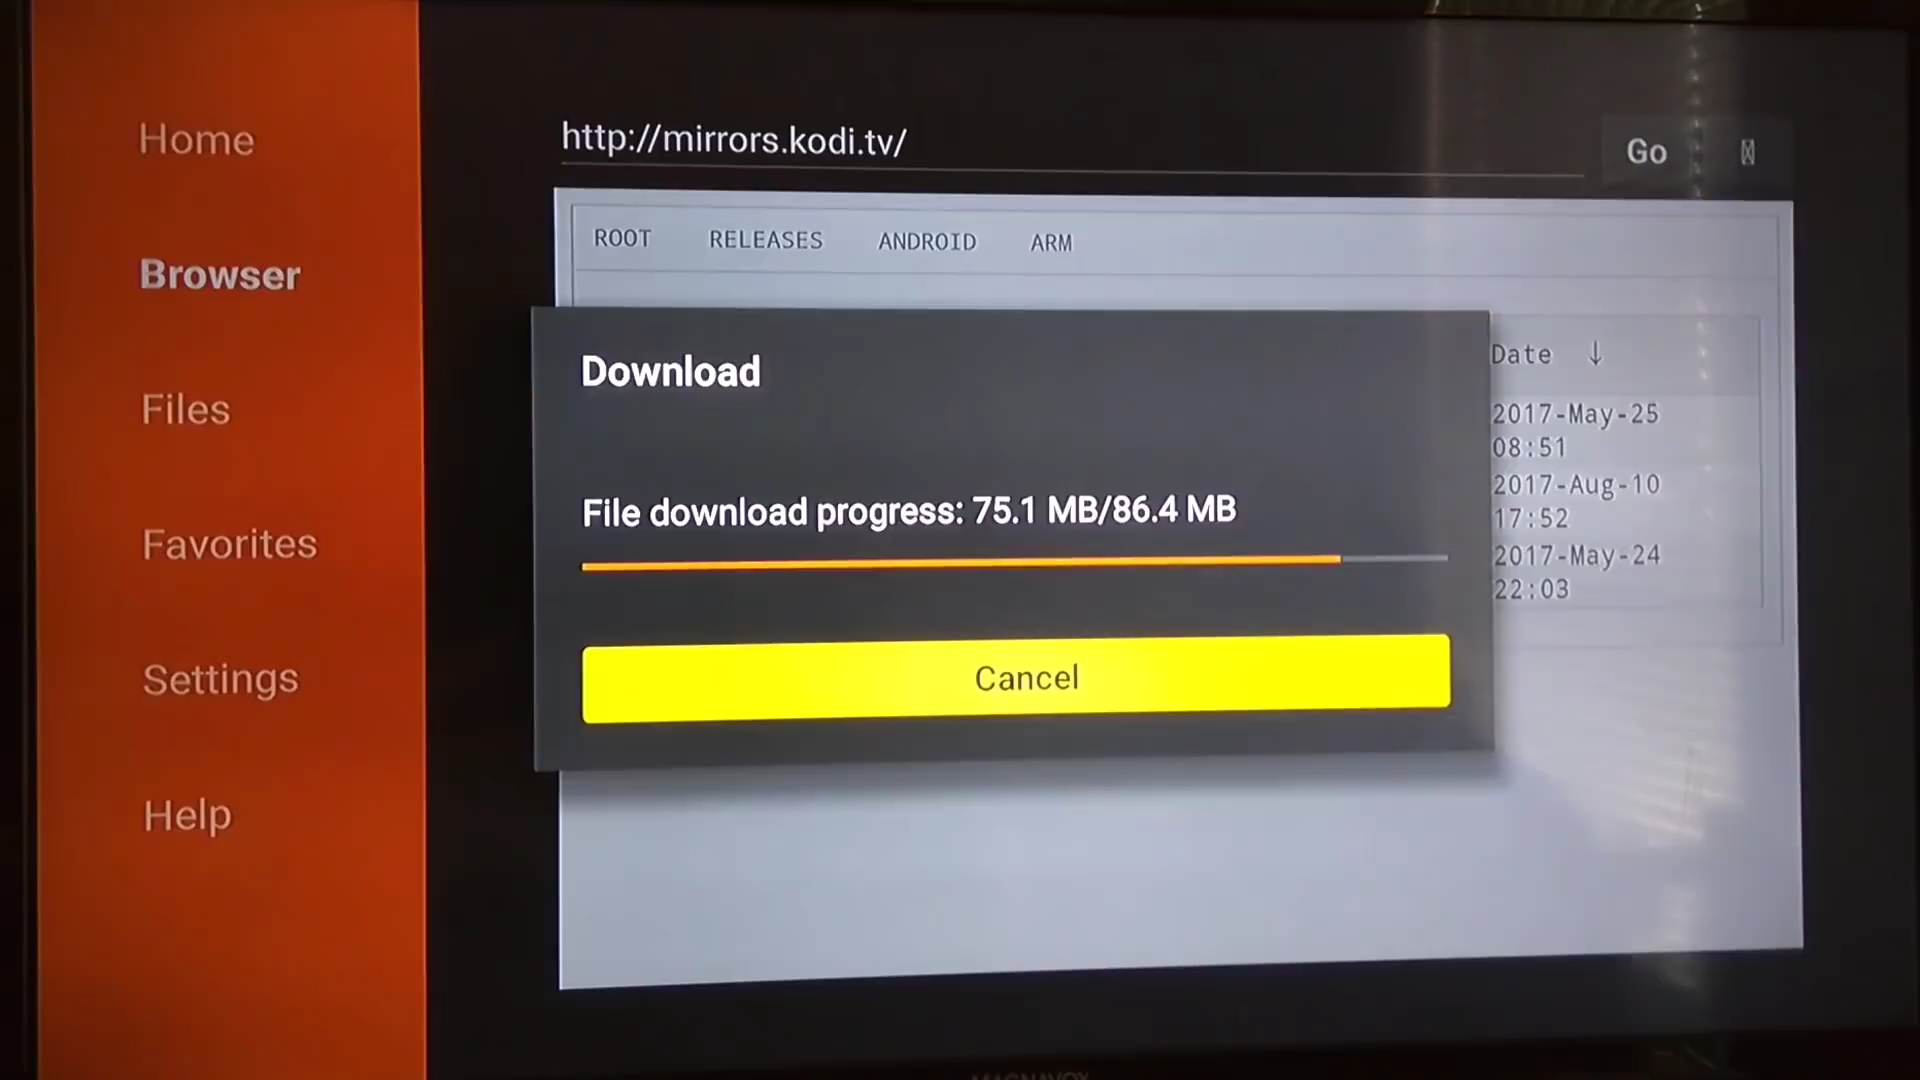 Home
Browser
Files
Favorites
Settings
Help
http://mirrors.kodi.tv/
Go
ROOT RELEASES ANDROID ARM
Date ↓
2017-May-25
08:51
2017-Aug-10
17:52
2017-May-24
22:03
Download
File download progress: 75.1 MB/86.4 MB
Cancel